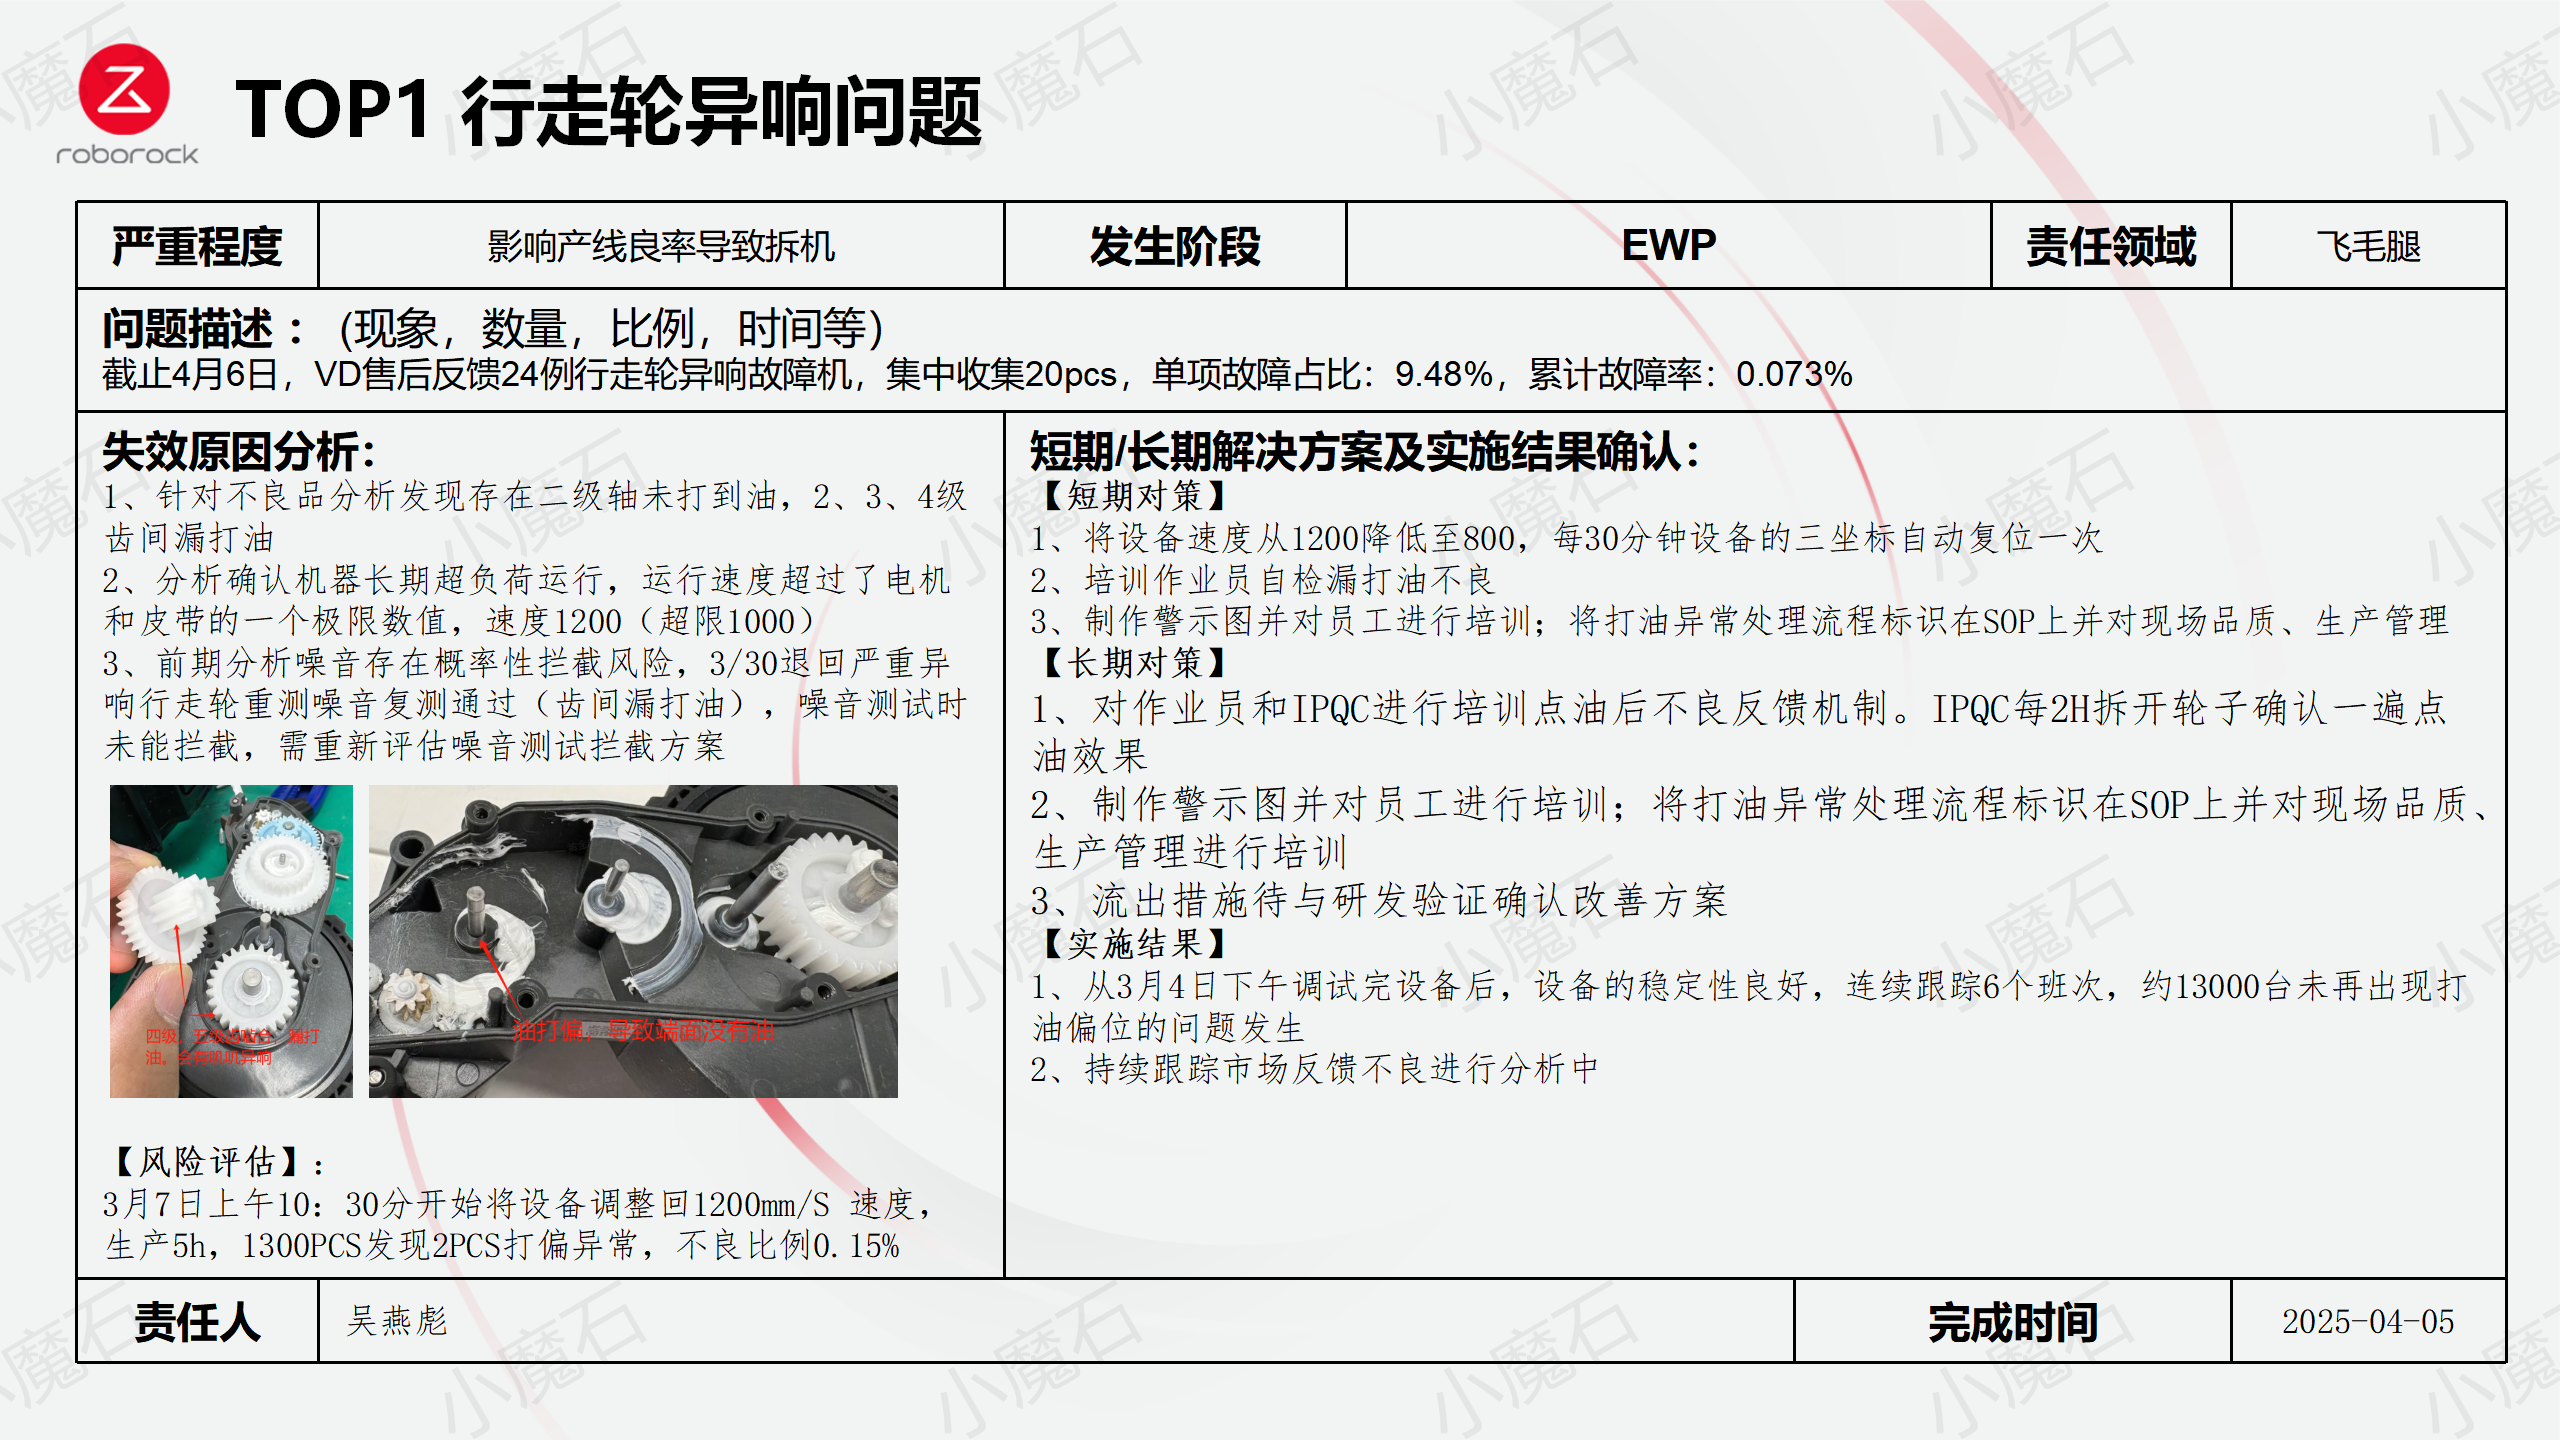 roborock
TOP1 行走轮异响问题
严重程度
影响产线良率导致拆机
发生阶段
EWP
责任领域
飞毛腿
问题描述 ： (现象，数量，比例，时间等)
截止4月6日，VD售后反馈24例行走轮异响故障机，集中收集20pcs，单项故障占比：9.48%，累计故障率：0.073%
失效原因分析：
1、针对不良品分析发现存在二级轴未打到油，2、3、4级
齿间漏打油
2、分析确认机器长期超负荷运行，运行速度超过了电机
和皮带的一个极限数值，速度1200（超限1000）
3、前期分析噪音存在概率性拦截风险，3/30退回严重异
响行走轮重测噪音复测通过（齿间漏打油），噪音测试时
未能拦截，需重新评估噪音测试拦截方案
四级，五级齿贴合，漏打
油，会有叽叽异响
油打偏，导致端面没有油
【风险评估】：
3月7日上午10：30分开始将设备调整回1200mm/S 速度，
生产5h，1300PCS发现2PCS打偏异常，不良比例0.15%
短期/长期解决方案及实施结果确认：
【短期对策】
1、将设备速度从1200降低至800，每30分钟设备的三坐标自动复位一次
2、培训作业员自检漏打油不良
3、制作警示图并对员工进行培训；将打油异常处理流程标识在SOP上并对现场品质、生产管理
【长期对策】
1、对作业员和IPQC进行培训点油后不良反馈机制。IPQC每2H拆开轮子确认一遍点
油效果
2、制作警示图并对员工进行培训；将打油异常处理流程标识在SOP上并对现场品质、
生产管理进行培训
3、流出措施待与研发验证确认改善方案
【实施结果】
1、从3月4日下午调试完设备后，设备的稳定性良好，连续跟踪6个班次，约13000台未再出现打
油偏位的问题发生
2、持续跟踪市场反馈不良进行分析中
责任人
吴燕彪
完成时间
2025-04-05
小魔石